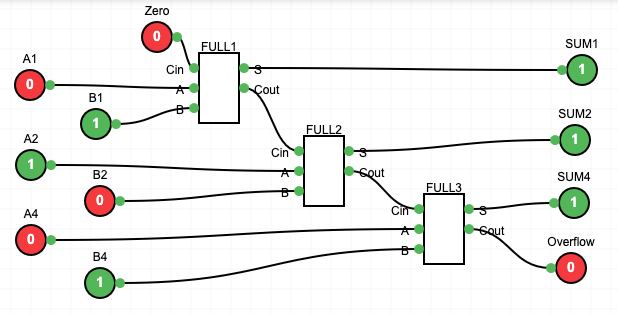 Zero
0
FULL1
SUM1
A1
Cin
S
1
0
A
Cout
B1
B
1
SUM2
FULL2
1
A2
Cin
S
1
B2
A
Cout
SUM4
0
B
FULL3
1
A4
Cin
S
0
A
Cout
Overflow
B4
B
0
1